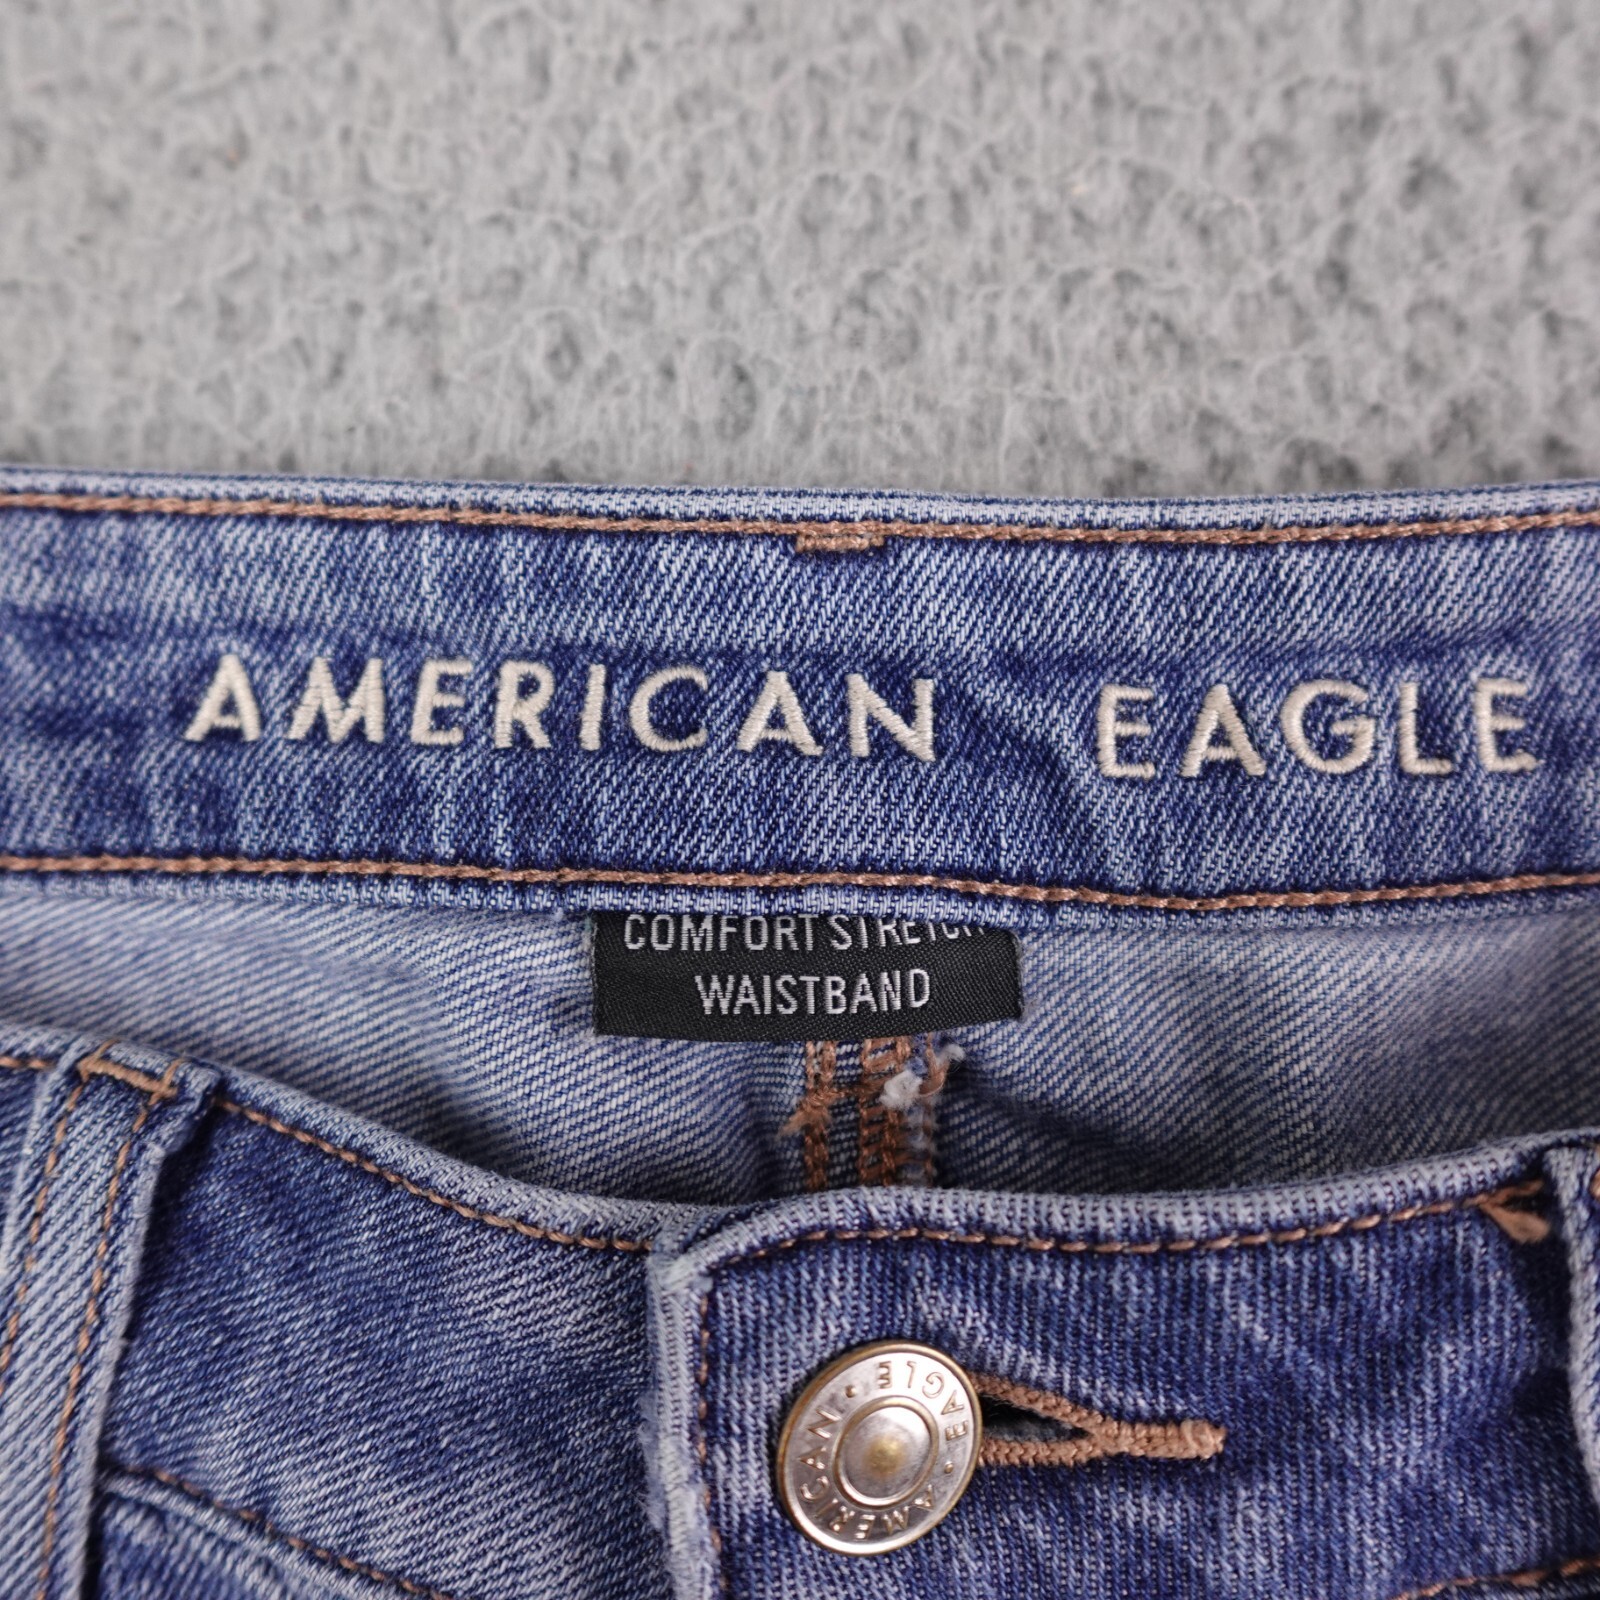 AMERICAN EAGLE
COMFORT STRETCH
WAISTBAND
AMERICAN • EAGLE •